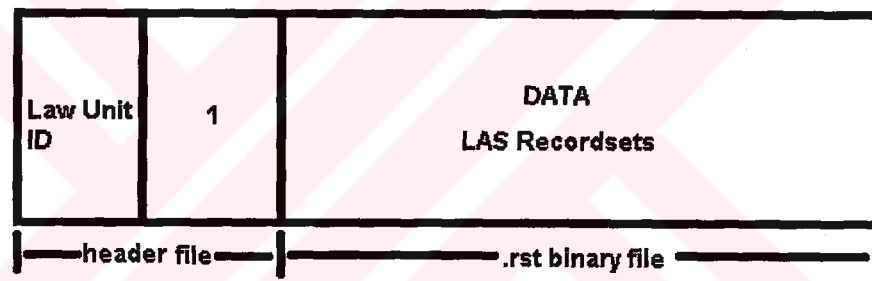 Law Unit
ID
1
DATA
LAS Recordsets
header file
.rst binary file